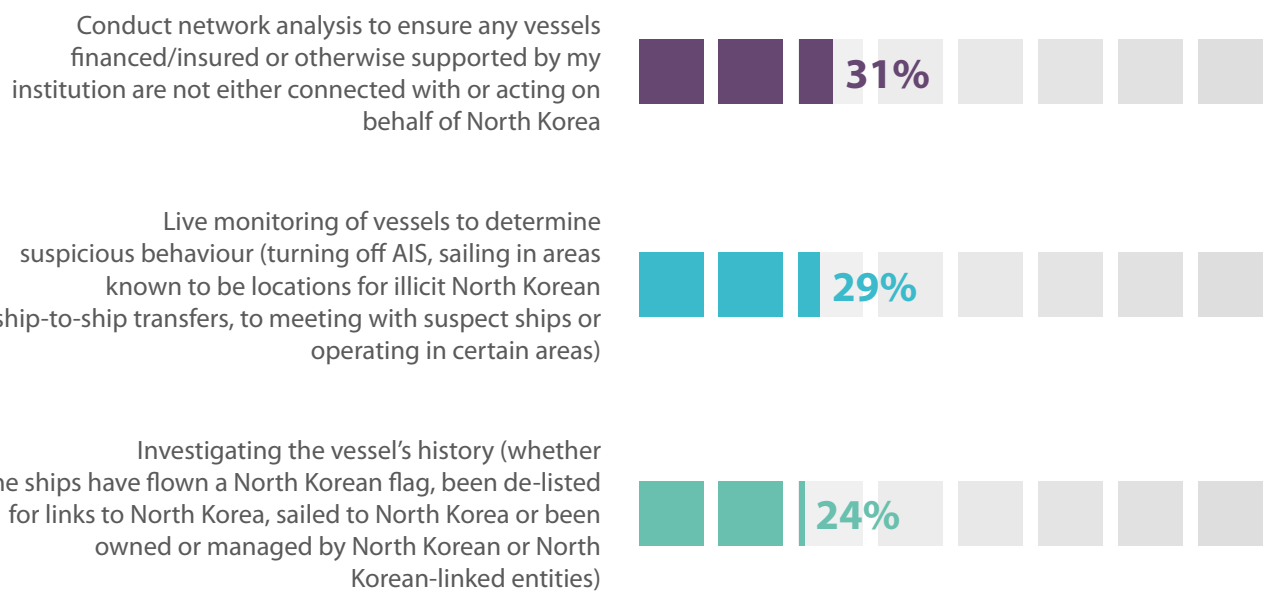 Conduct network analysis to ensure any vessels
financed/insured or otherwise supported by my
institution are not either connected with or acting on
behalf of North Korea
31%
Live monitoring of vessels to determine
suspicious behaviour (turning off AIS, sailing in areas
known to be locations for illicit North Korean
ship-to-ship transfers, to meeting with suspect ships or
operating in certain areas)
29%
Investigating the vessel’s history (whether
he ships have flown a North Korean flag, been de-listed
for links to North Korea, sailed to North Korea or been
owned or managed by North Korean or North
Korean-linked entities)
24%